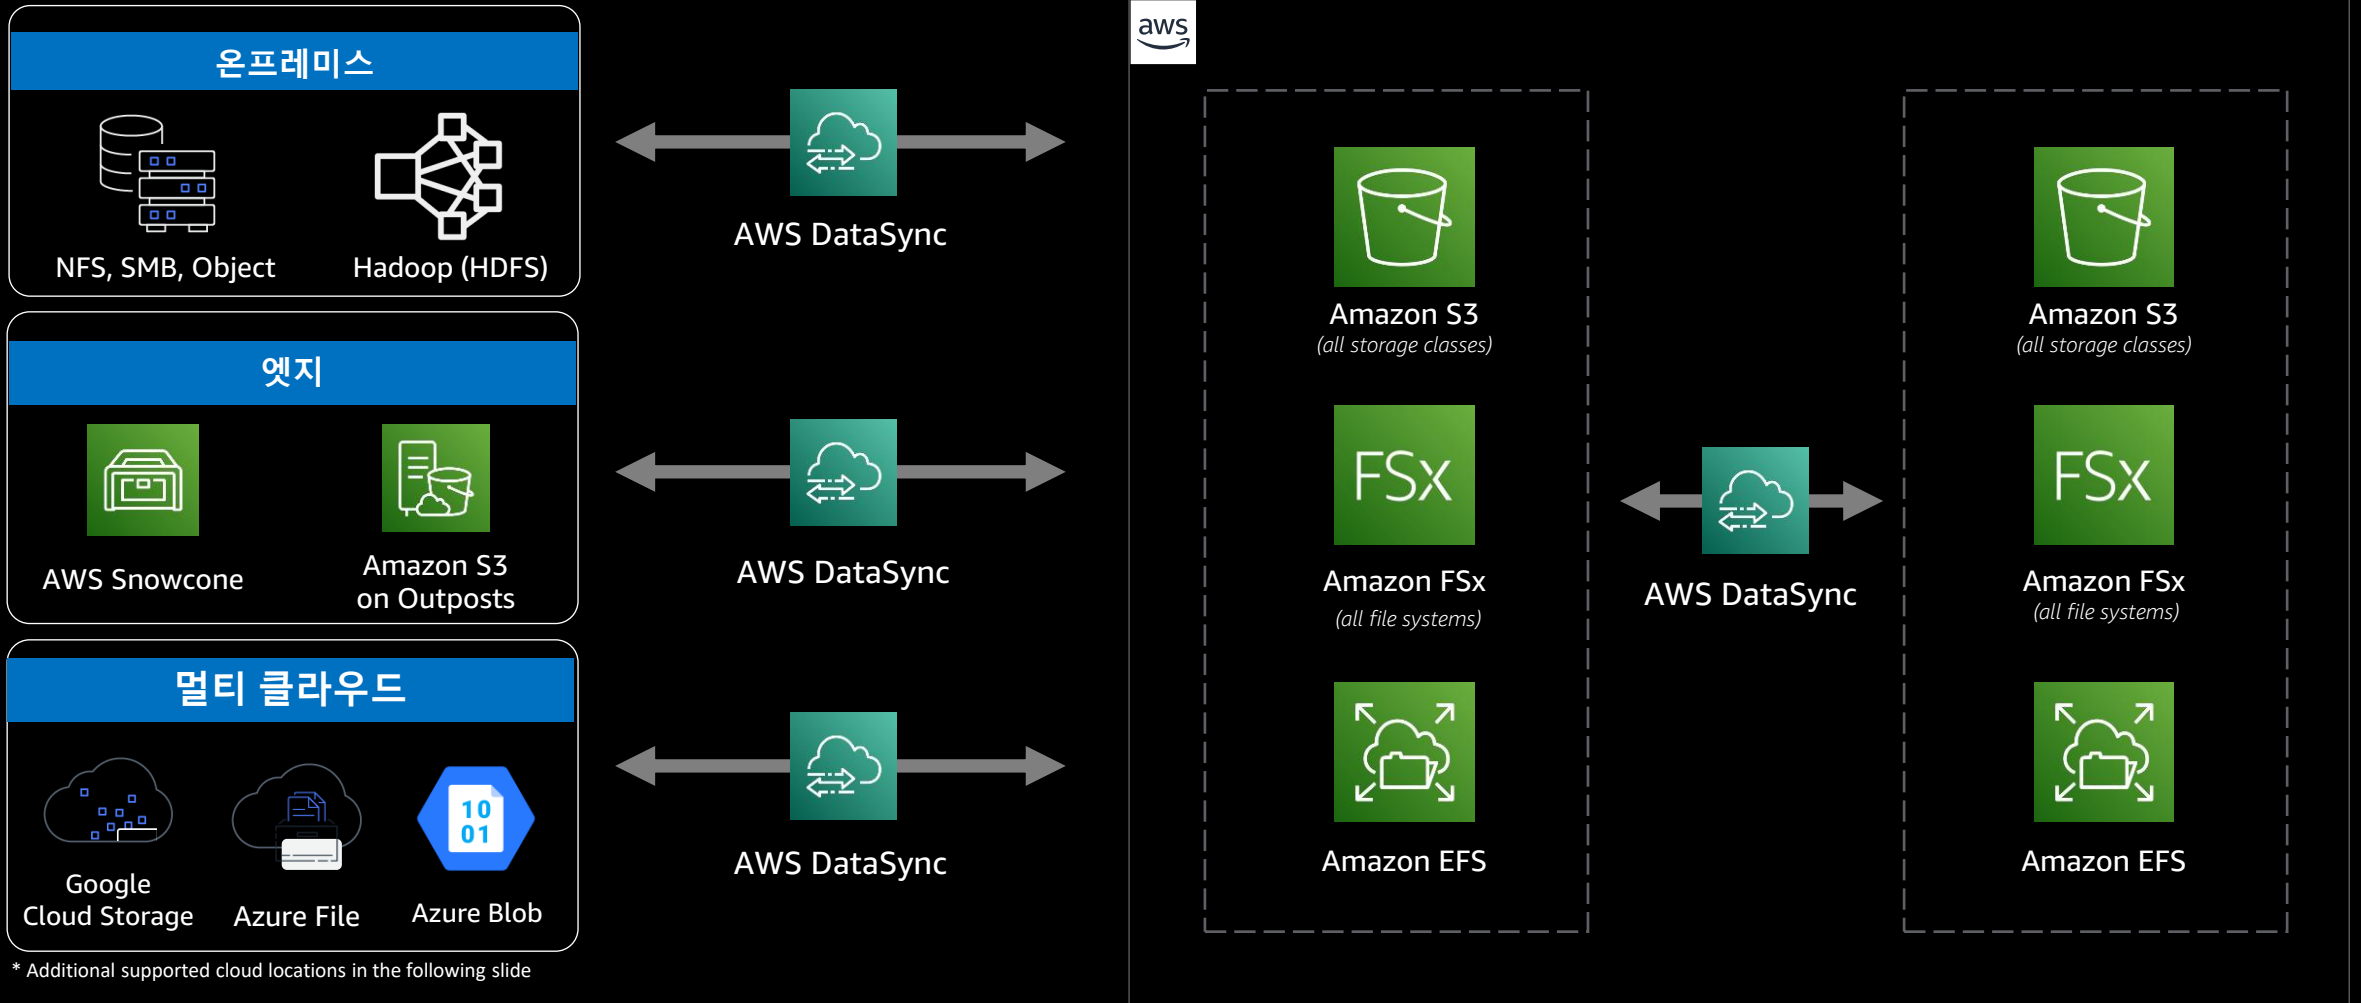 온프레미스
NFS, SMB, Object
Hadoop (HDFS)
AWS DataSync
엣지
AWS Snowcone
Amazon S3
on Outposts
AWS DataSync
멀티 클라우드
10
01
Google
Cloud Storage
Azure File
Azure Blob
AWS DataSync
* Additional supported cloud locations in the following slide
aws
Amazon S3
(all storage classes)
FSx
Amazon FSx
(all file systems)
Amazon EFS
AWS DataSync
Amazon S3
(all storage classes)
FSx
Amazon FSx
(all file systems)
Amazon EFS